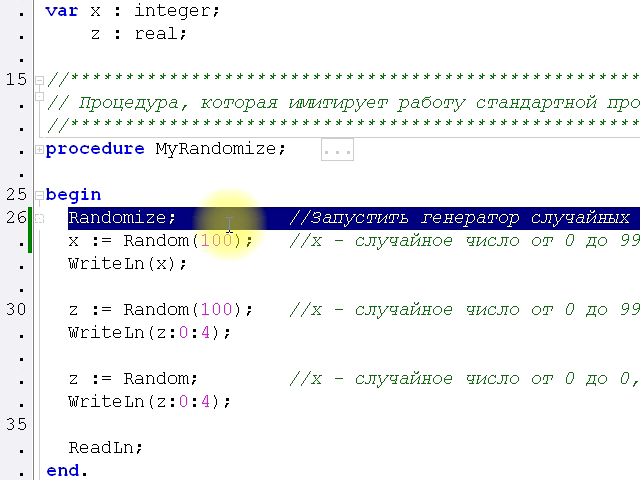 var x : integer;
z : real;
15 //****************************************************
// Процедура, которая имитирует работу стандартной про
//****************************************************
procedure MyRandomize; ...
25 begin
26 Randomize; //Запустить генератор случайных
x := Random(100); //x - случайное число от 0 до 99
WriteLn(x);
30 z := Random(100); //x - случайное число от 0 до 99
WriteLn(z:0:4);
z := Random; //x - случайное число от 0 до 0,
WriteLn(z:0:4);
35
ReadLn;
end.